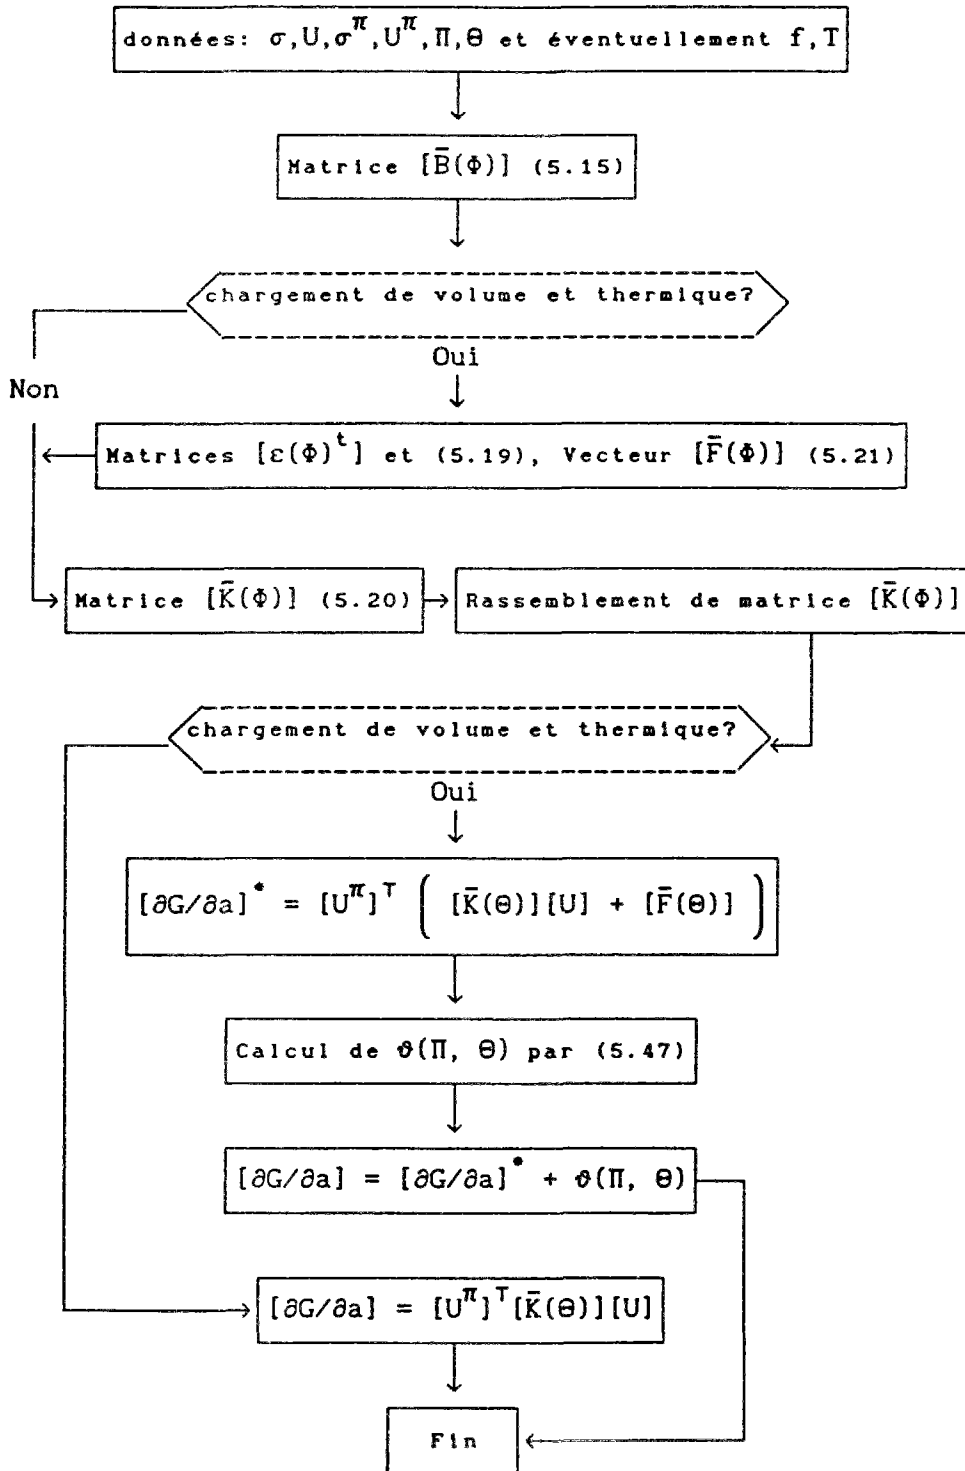 données: σ,U,σ^π,U^π,Π,Θ et éventuellement f,T
Matrice [B̄(Φ)] (5.15)
chargement de volume et thermique?
Oui
Non
Matrices [ε(Φ)^t] et (5.19), Vecteur [F̄(Φ)] (5.21)
Matrice [K̄(Φ)] (5.20)
Rassemblement de matrice [K̄(Φ)]
chargement de volume et thermique?
Oui
[∂G/∂a]^• = [U^π]^T ( [K̄(Θ)][U] + [F̄(Θ)] )
Calcul de ϑ(Π, Θ) par (5.47)
[∂G/∂a] = [∂G/∂a]^• + ϑ(Π, Θ)
[∂G/∂a] = [U^π]^T[K̄(Θ)][U]
Fin